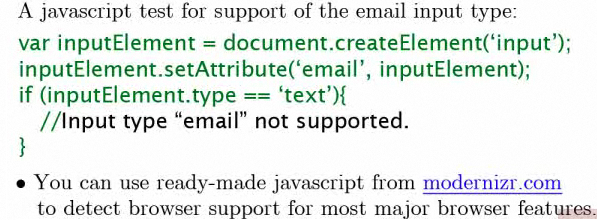 A javascript test for support of the email input type:
var inputElement = document.createElement(‘input’);
inputElement.setAttribute(‘email’, inputElement);
if (inputElement.type == ‘text’){
//Input type “email” not supported.
}
• You can use ready-made javascript from modernizr.com
to detect browser support for most major browser features